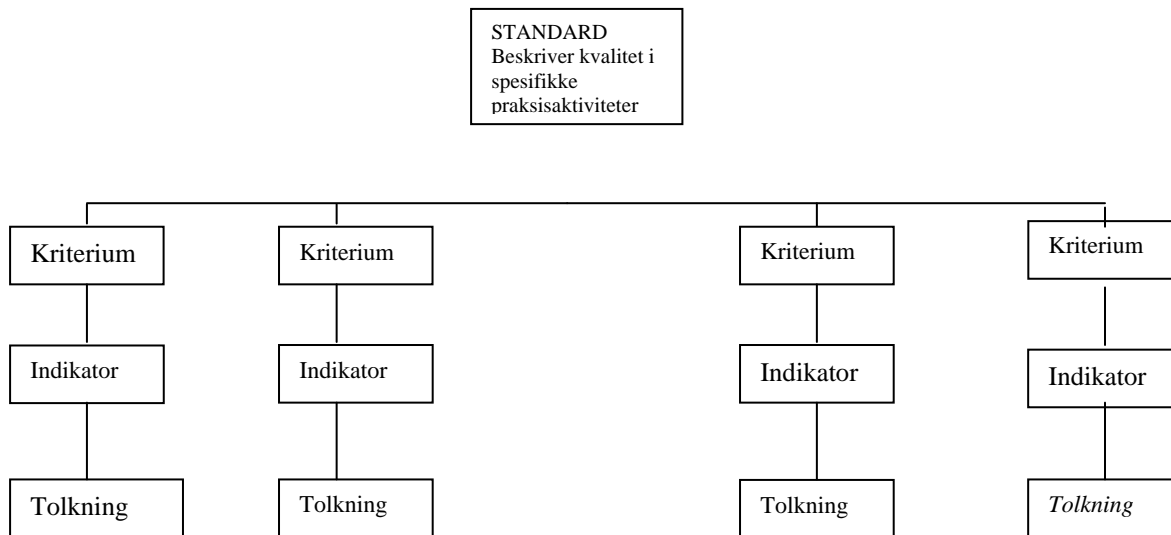 STANDARD
Beskriver kvalitet i
spesifikke
praksisaktiviteter
Kriterium
Kriterium
Kriterium
Kriterium
Indikator
Indikator
Indikator
Indikator
Tolkning
Tolkning
Tolkning
Tolkning